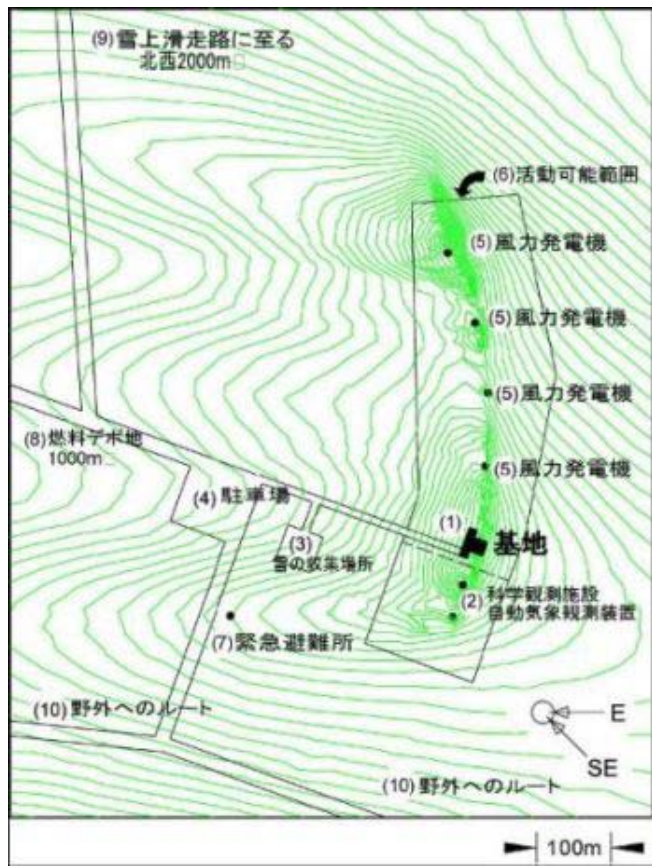 (9)雪上滑走路に至る
北西2000m
(6)活動可能範囲
(5)風力発電機
(5)風力発電機
(5)風力発電機
(8)燃料デポ地
1000m
(5)風力発電機
(4)駐車場
(1)
基地
(3)
雪の収集場所
(2)科学観測施設
自動気象観測装置
(7)緊急避難所
(10)野外へのルート
E
SE
(10)野外へのルート
100m